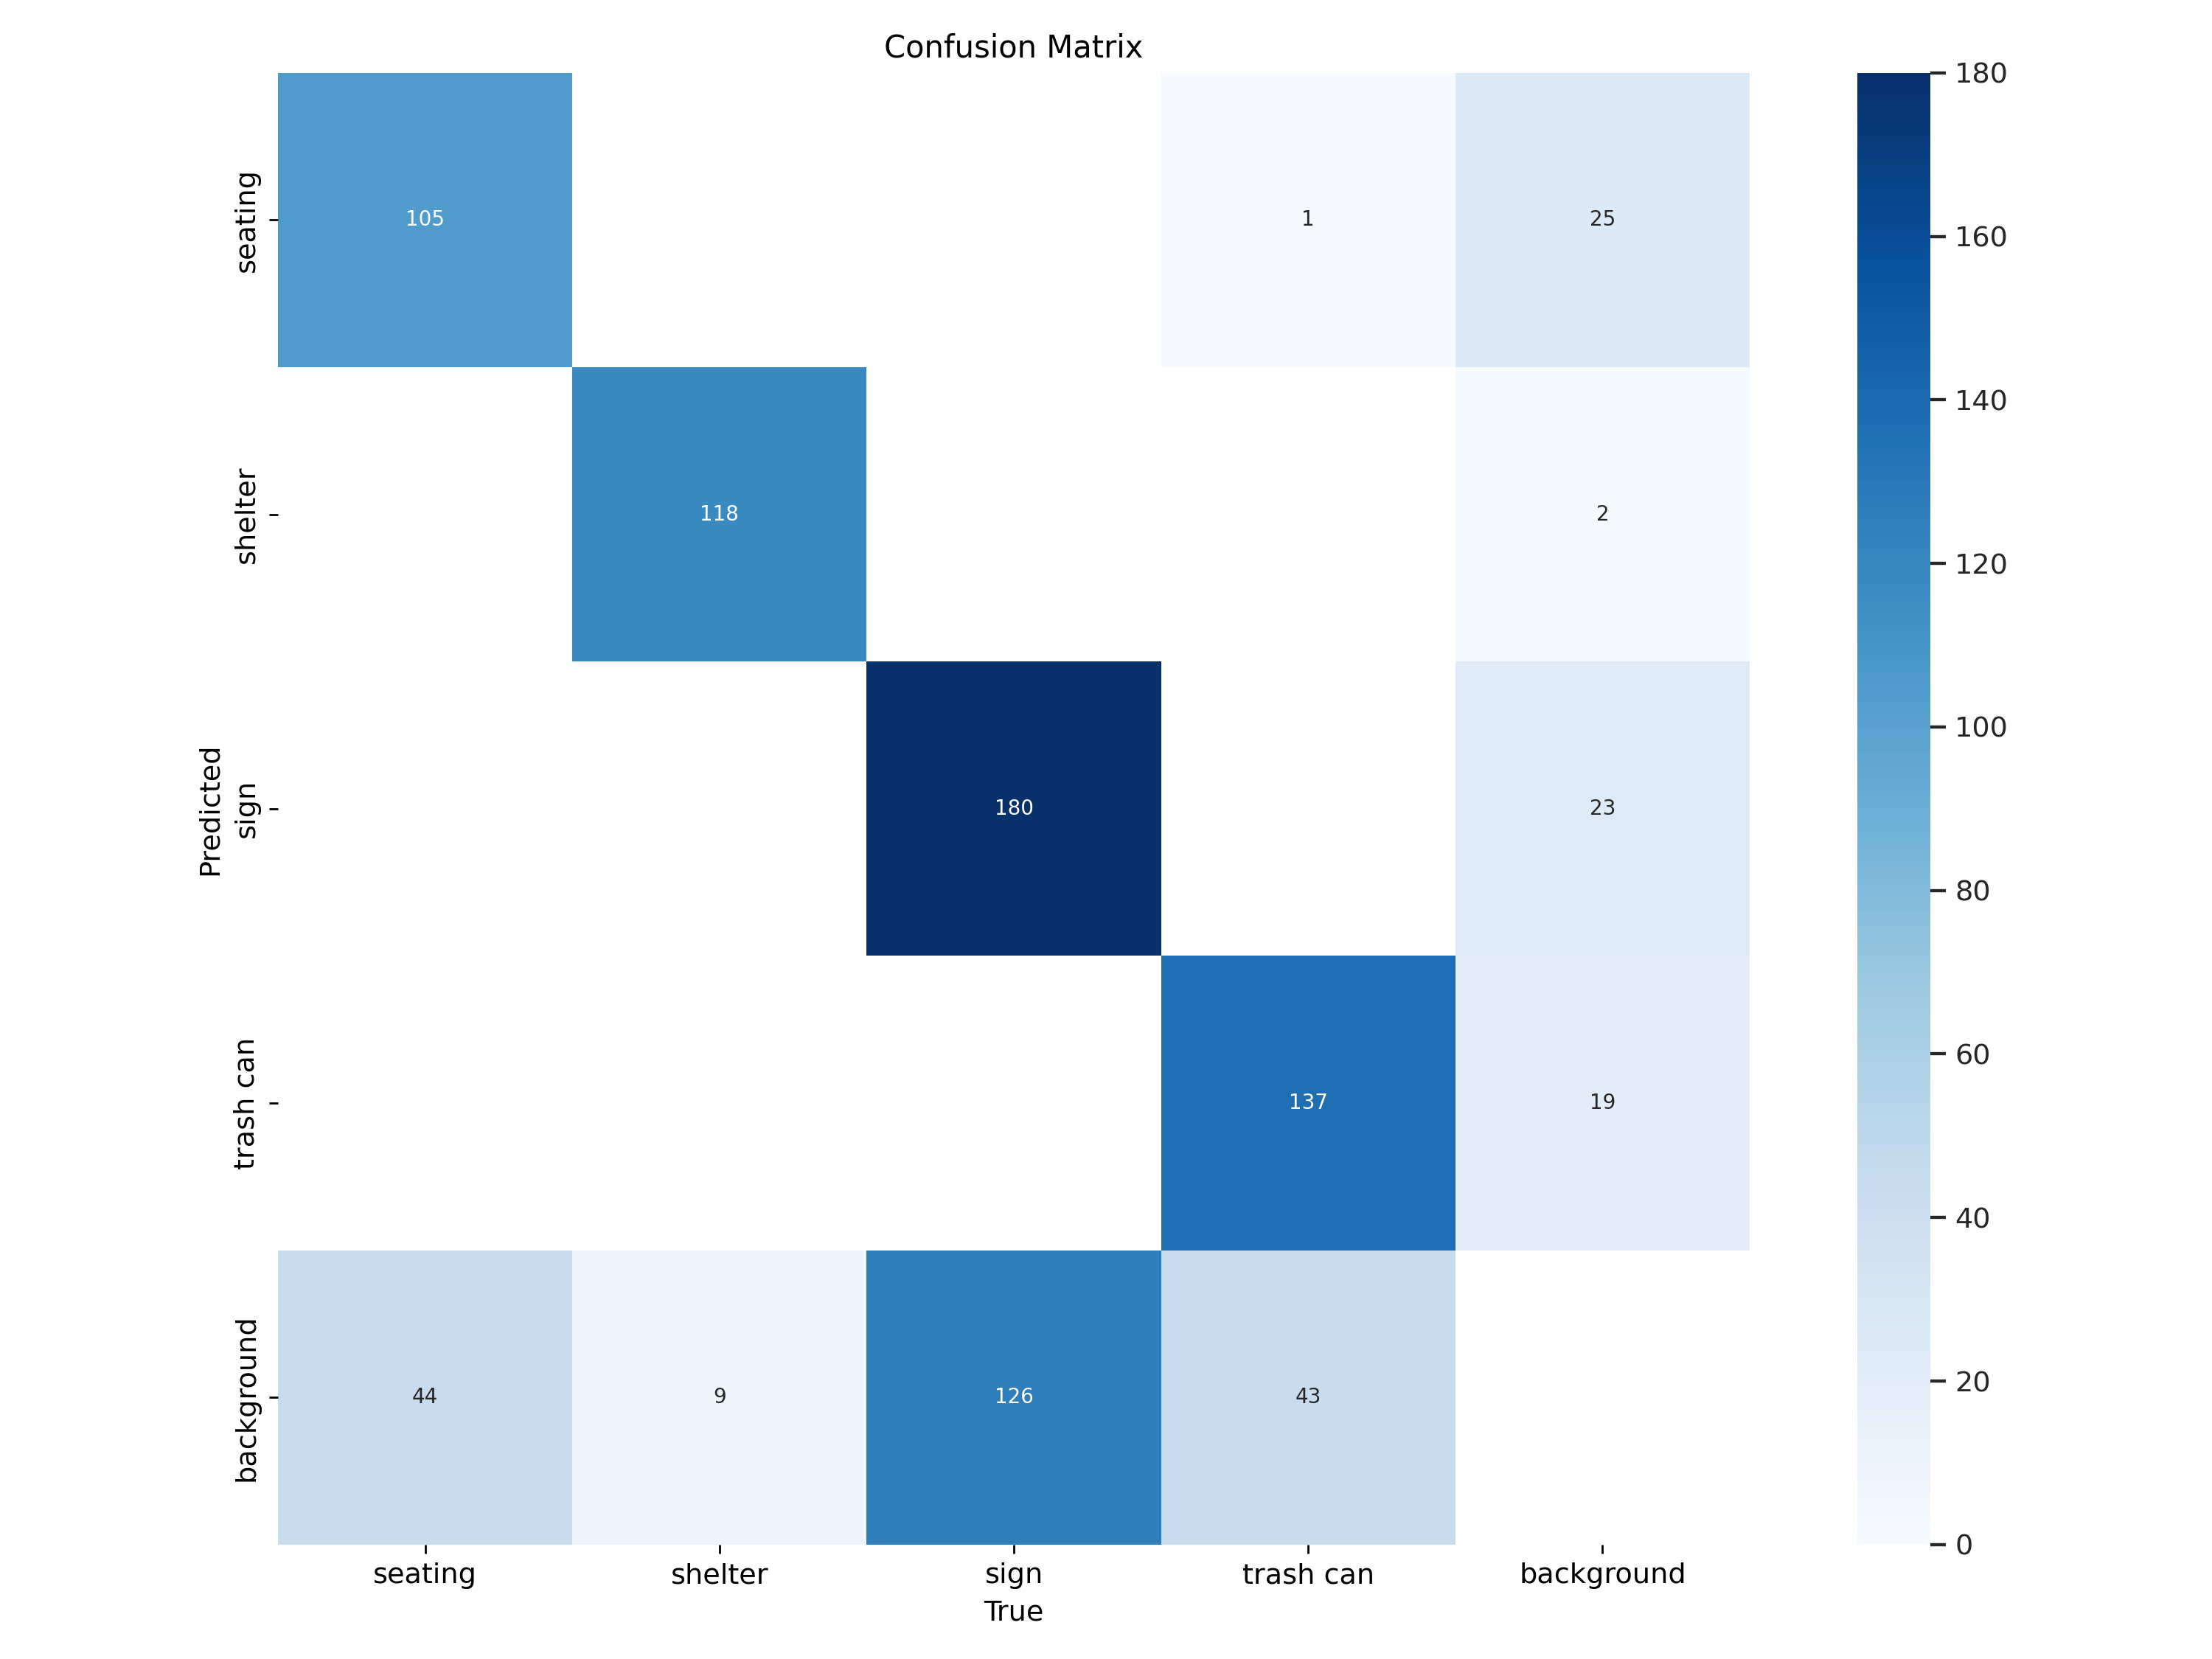 Confusion Matrix
seating
105
1
25
shelter
118
2
sign
180
23
trash can
137
19
background
44
9
126
43
Predicted
seating
shelter
sign
trash can
background
True
180
160
140
120
100
80
60
40
20
0